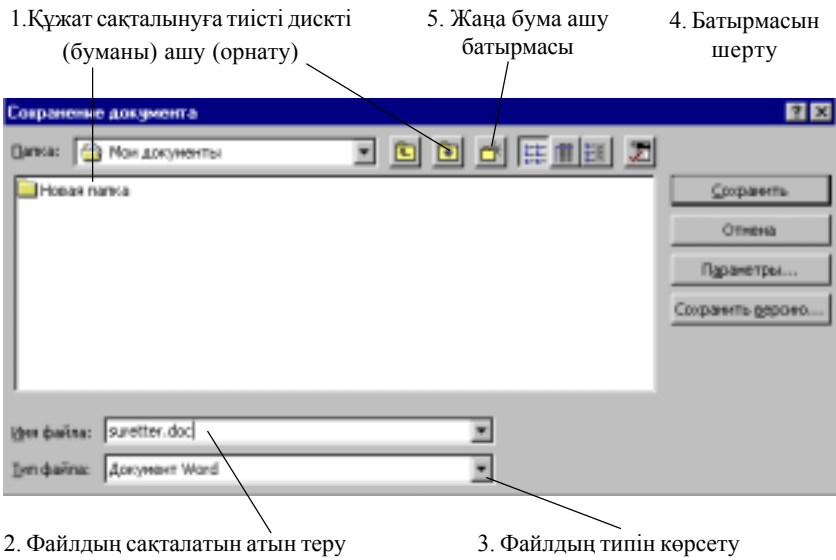 1.Құжат сақталынуға тиісті дискті
(буманы) ашу (орнату)
5. Жаңа бума ашу
батырмасы
4. Батырмасын
шерту
Сохранение документа
Папка: Мои документы
Новая папка
Сохранить
Отмена
Параметры...
Сохранить версию...
Имя файла: suretter.doc
Тип файла: Документ Word
2. Файлдың сақталатын атын теру
3. Файлдың типін көрсету